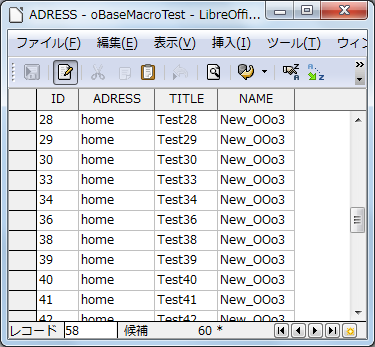 ADRESS - oBaseMacroTest - LibreOffi...
ファイル(F) 編集(E) 表示(V) 挿入(I) ツール(T) ウィン
ID ADRESS TITLE NAME
28 home Test28 New_OOo3
29 home Test29 New_OOo3
30 home Test30 New_OOo3
33 home Test33 New_OOo3
34 home Test34 New_OOo3
36 home Test36 New_OOo3
38 home Test38 New_OOo3
39 home Test39 New_OOo3
40 home Test40 New_OOo3
41 home Test41 New_OOo3
42 home Test42 New_OOo3
レコード 58 候補 60 *